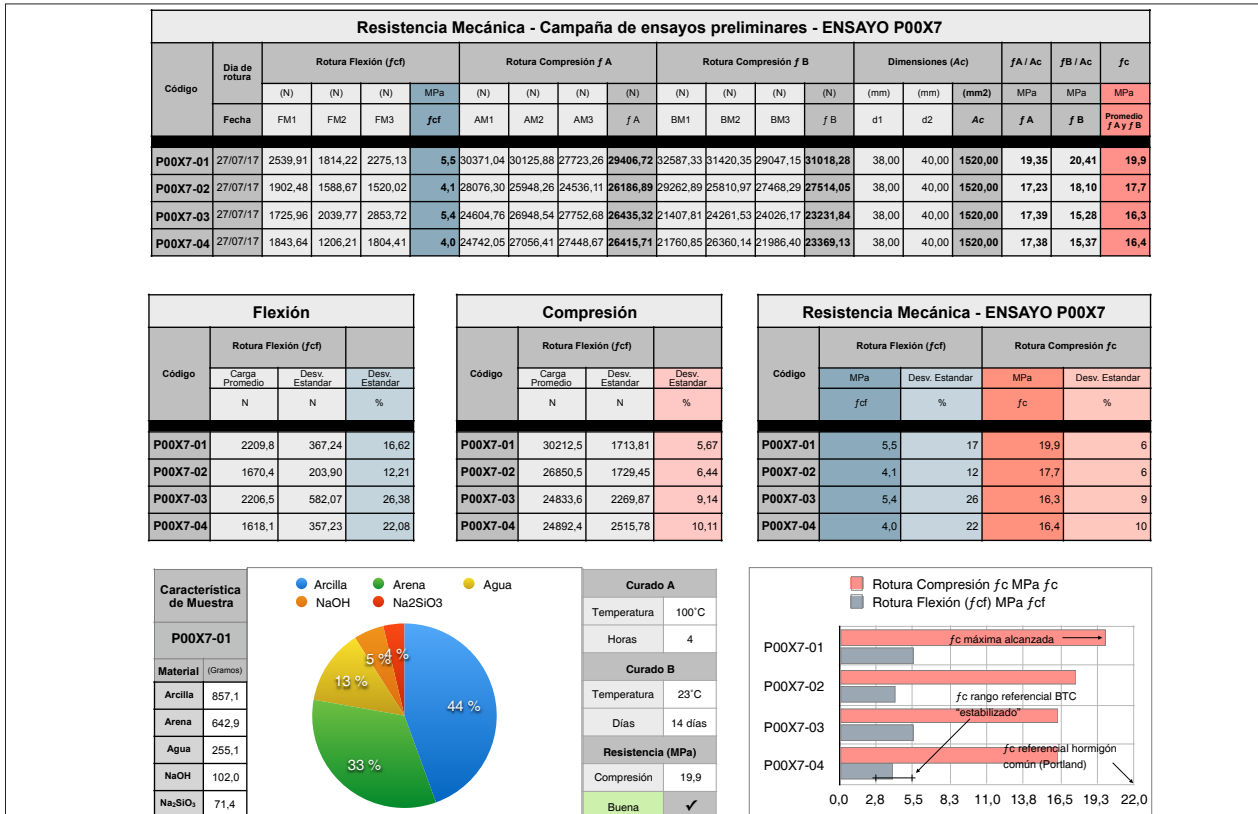 Resistencia Mecánica - Campaña de ensayos preliminares - ENSAYO P00X7
Código Dia de rotura Rotura Flexión (ƒcf) Rotura Compresión ƒ A Rotura Compresión ƒ B Dimensiones (Ac) ƒA / Ac ƒB / Ac ƒc
(N) (N) (N) MPa (N) (N) (N) (N) (N) (N) (N) (N) (mm) (mm) (mm2) MPa MPa MPa
Fecha FM1 FM2 FM3 ƒcf AM1 AM2 AM3 ƒ A BM1 BM2 BM3 ƒ B d1 d2 Ac ƒ A ƒ B Promedio ƒ A y ƒ B
P00X7-01 27/07/17 2539,91 1814,22 2275,13 5,5 30371,04 30125,88 27723,26 29406,72 32587,33 31420,35 29047,15 31018,28 38,00 40,00 1520,00 19,35 20,41 19,9
P00X7-02 27/07/17 1902,48 1588,67 1520,02 4,1 28076,30 25948,26 24536,11 26186,89 29262,89 25810,97 27468,29 27514,05 38,00 40,00 1520,00 17,23 18,10 17,7
P00X7-03 27/07/17 1725,96 2039,77 2853,72 5,4 24604,76 26948,54 27752,68 26435,32 21407,81 24261,53 24026,17 23231,84 38,00 40,00 1520,00 17,39 15,28 16,3
P00X7-04 27/07/17 1843,64 1206,21 1804,41 4,0 24742,05 27056,41 27448,67 26415,71 21760,85 26360,14 21986,40 23369,13 38,00 40,00 1520,00 17,38 15,37 16,4
Flexión
Código Rotura Flexión (ƒcf)
Carga Promedio Desv. Estandar Desv. Estandar
N N %
P00X7-01 2209,8 367,24 16,62
P00X7-02 1670,4 203,90 12,21
P00X7-03 2206,5 582,07 26,38
P00X7-04 1618,1 357,23 22,08
Compresión
Código Rotura Flexión (ƒcf)
Carga Promedio Desv. Estandar Desv. Estandar
N N %
P00X7-01 30212,5 1713,81 5,67
P00X7-02 26850,5 1729,45 6,44
P00X7-03 24833,6 2269,87 9,14
P00X7-04 24892,4 2515,78 10,11
Resistencia Mecánica - ENSAYO P00X7
Código Rotura Flexión (ƒcf) Rotura Compresión ƒc
MPa Desv. Estandar MPa Desv. Estandar
ƒcf % ƒc %
P00X7-01 5,5 17 19,9 6
P00X7-02 4,1 12 17,7 6
P00X7-03 5,4 26 16,3 9
P00X7-04 4,0 22 16,4 10
Característica de Muestra
P00X7-01
Material (Gramos)
Arcilla 857,1
Arena 642,9
Agua 255,1
NaOH 102,0
Na₂SiO₃ 71,4
Arcilla Arena Agua
NaOH Na2SiO3
5 % 4 %
13 %
44 %
33 %
Curado A
Temperatura 100˚C
Horas 4
Curado B
Temperatura 23˚C
Días 14 días
Resistencia (MPa)
Compresión 19,9
Buena ✓
Rotura Compresión ƒc MPa ƒc
Rotura Flexión (ƒcf) MPa ƒcf
P00X7-01
ƒc máxima alcanzada
P00X7-02
ƒc rango referencial BTC
"estabilizado"
P00X7-03
ƒc referencial hormigón
común (Portland)
P00X7-04
0,0 2,8 5,5 8,3 11,0 13,8 16,5 19,3 22,0